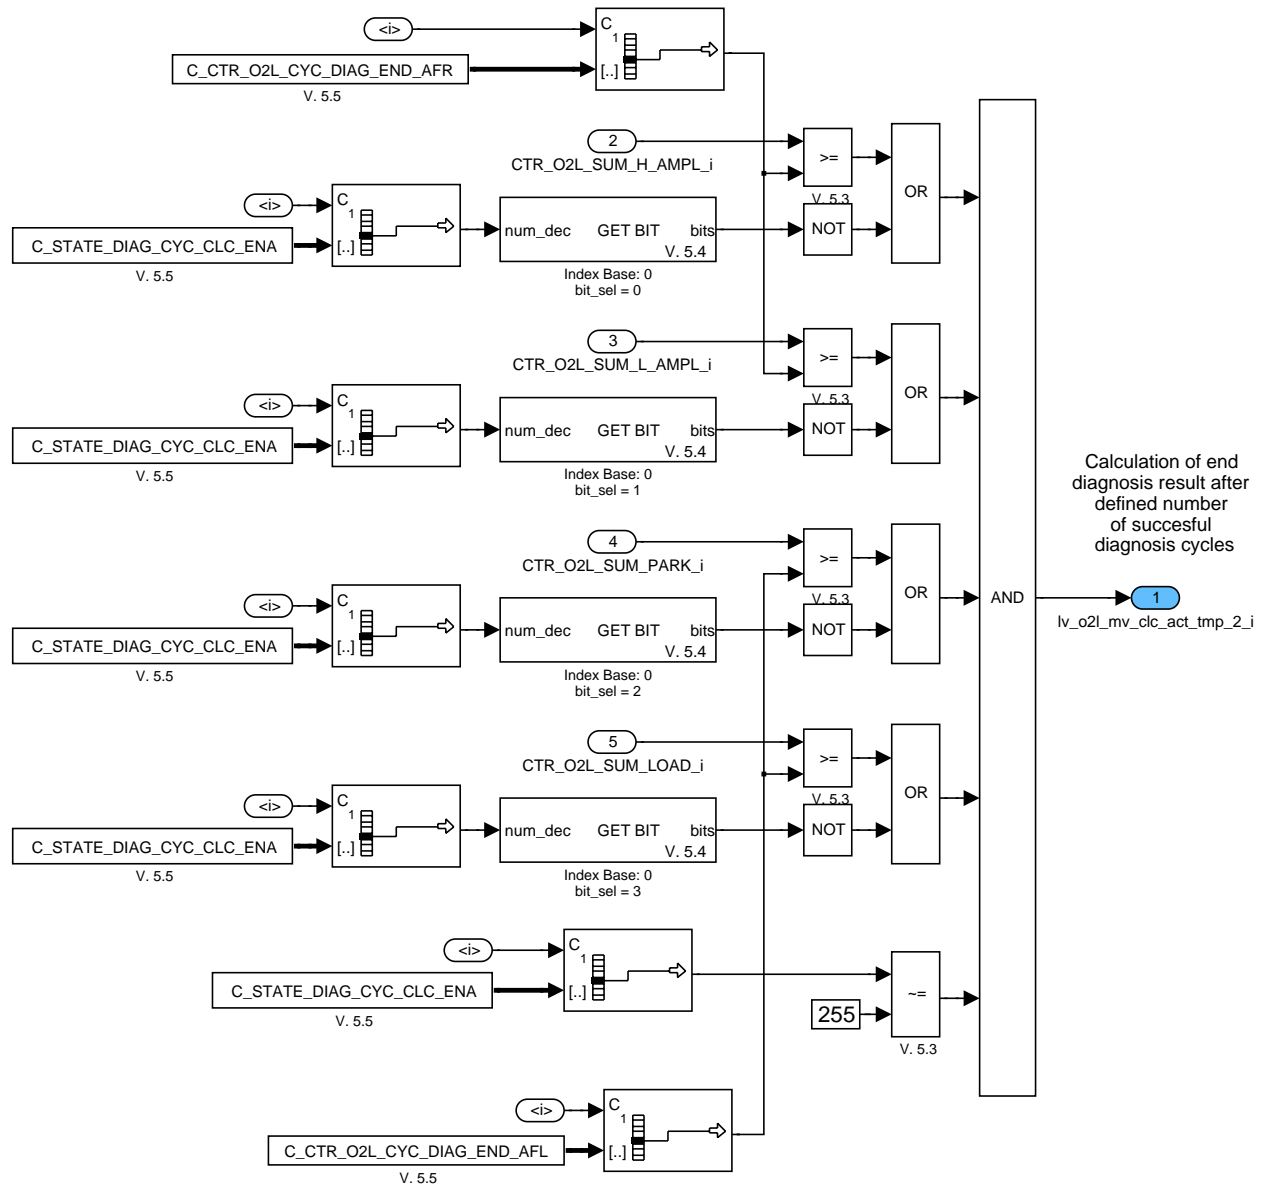 <i>
C
1
[..]
C_CTR_O2L_CYC_DIAG_END_AFR
V. 5.5
2
CTR_O2L_SUM_H_AMPL_i
>=
V. 5.3
OR
<i>
C
1
[..]
C_STATE_DIAG_CYC_CLC_ENA
V. 5.5
num_dec GET BIT bits
V. 5.4
Index Base: 0
bit_sel = 0
NOT
3
CTR_O2L_SUM_L_AMPL_i
>=
V. 5.3
OR
<i>
C
1
[..]
C_STATE_DIAG_CYC_CLC_ENA
V. 5.5
num_dec GET BIT bits
V. 5.4
Index Base: 0
bit_sel = 1
NOT
Calculation of end
diagnosis result after
defined number
of succesful
diagnosis cycles
4
CTR_O2L_SUM_PARK_i
>=
V. 5.3
OR
AND
1
lv_o2l_mv_clc_act_tmp_2_i
<i>
C
1
[..]
C_STATE_DIAG_CYC_CLC_ENA
V. 5.5
num_dec GET BIT bits
V. 5.4
Index Base: 0
bit_sel = 2
NOT
5
CTR_O2L_SUM_LOAD_i
>=
V. 5.3
OR
<i>
C
1
[..]
C_STATE_DIAG_CYC_CLC_ENA
V. 5.5
num_dec GET BIT bits
V. 5.4
Index Base: 0
bit_sel = 3
NOT
<i>
C
1
[..]
C_STATE_DIAG_CYC_CLC_ENA
V. 5.5
~=
255
V. 5.3
<i>
C
1
[..]
C_CTR_O2L_CYC_DIAG_END_AFL
V. 5.5